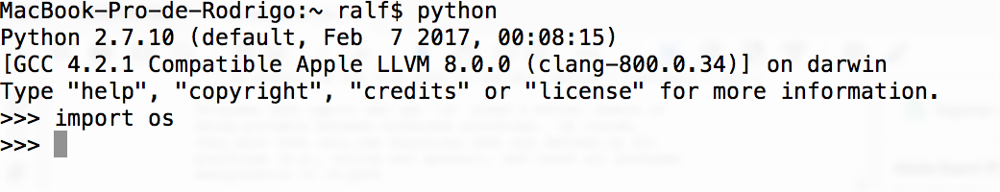 MacBook-Pro-de-Rodrigo:~ ralf$ python
Python 2.7.10 (default, Feb  7 2017, 00:08:15)
[GCC 4.2.1 Compatible Apple LLVM 8.0.0 (clang-800.0.34)] on darwin
Type "help", "copyright", "credits" or "license" for more information.
>>> import os
>>>